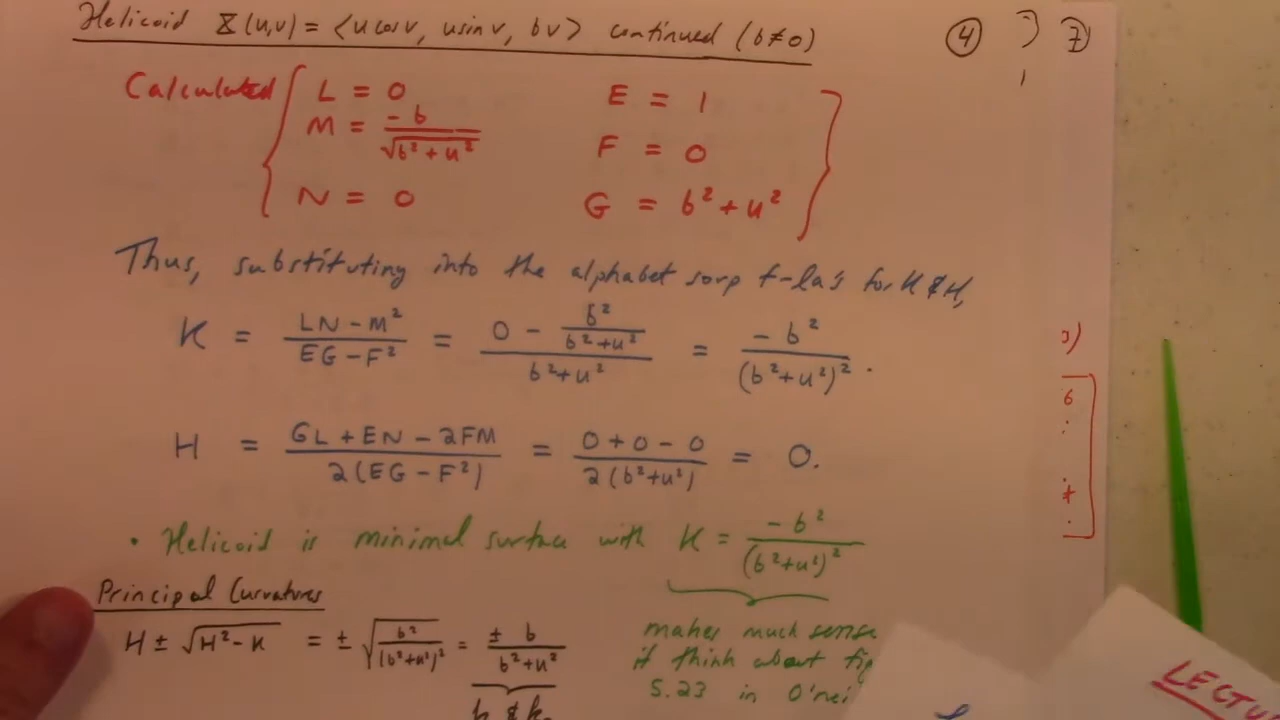 Helicoid X(u,v) = <u cos v, u sin v, bv> continued (b≠0) ④ 7
Calculated { L = 0 E = 1 }
M = -b / √(b²+u²) F = 0
N = 0 G = b²+u²
Thus, substituting into the alphabet soup f-la's for K & H,
K = (LN - M²) / (EG - F²) = (0 - b²/(b²+u²)) / (b²+u²) = -b² / (b²+u²)².
H = (GL + EN - 2FM) / (2(EG - F²)) = (0 + 0 - 0) / (2(b²+u²)) = 0.
• Helicoid is minimal surface with K = -b² / (b²+u²)²
Principal Curvatures
H ± √(H² - K) = ± √(b² / (b²+u²)²) = ± b / (b²+u²)
makes much sense
if think about fig
5.23 in O'nei
LECTU